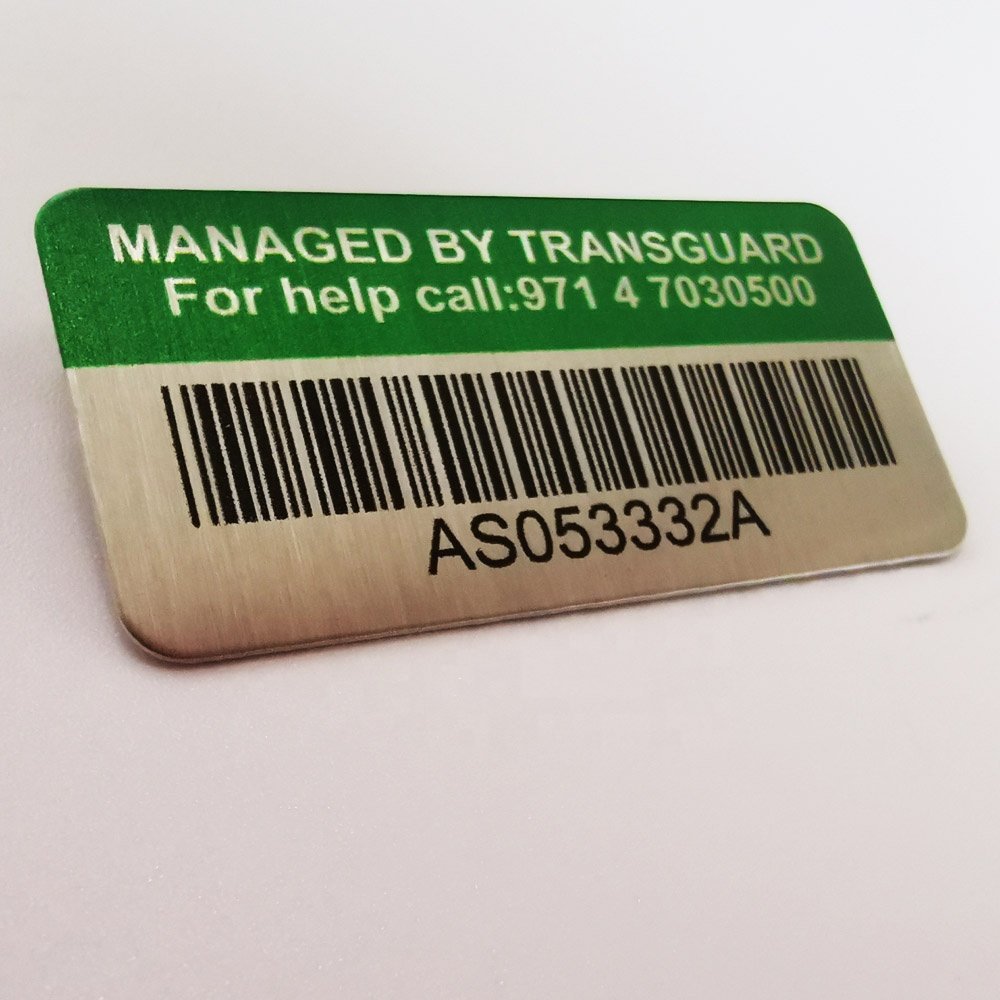 MANAGED BY TRANSGUARD
For help call:971 4 7030500
AS053332A